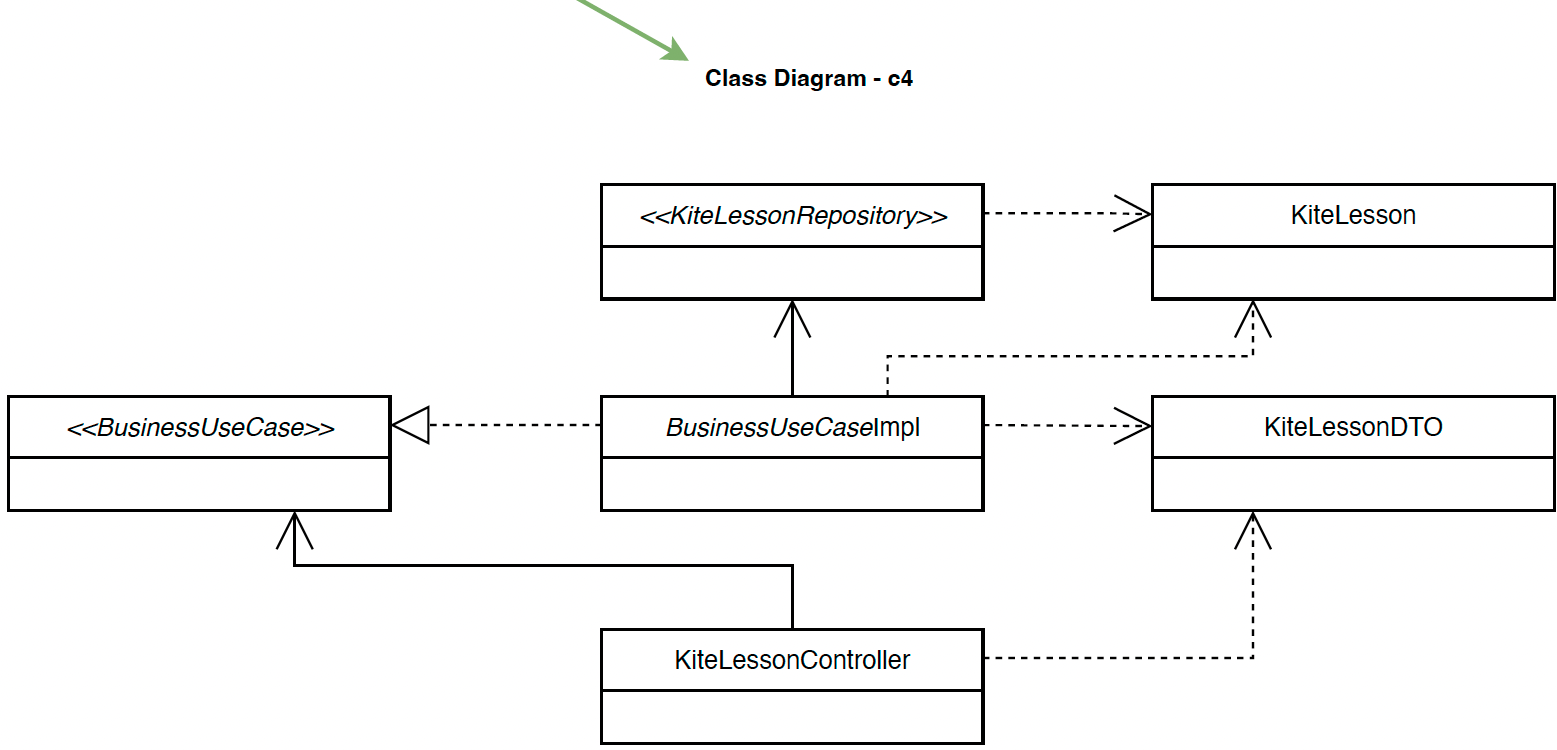 Class Diagram - c4
<<KiteLessonRepository>>
KiteLesson
<<BusinessUseCase>>
BusinessUseCaseImpl
KiteLessonDTO
KiteLessonController